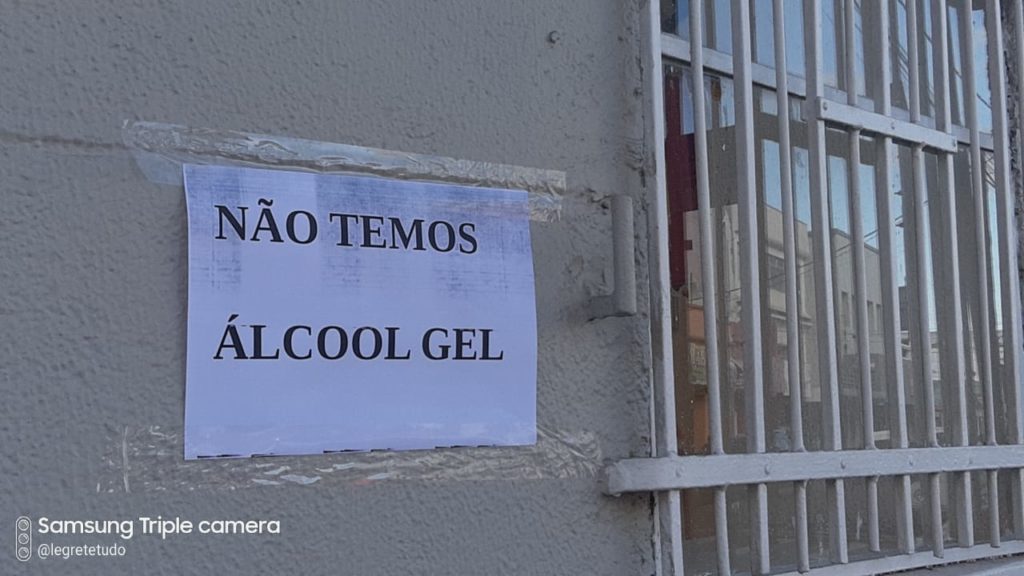 NÃO TEMOS
ÁLCOOL GEL
Samsung Triple camera
@legretetudo